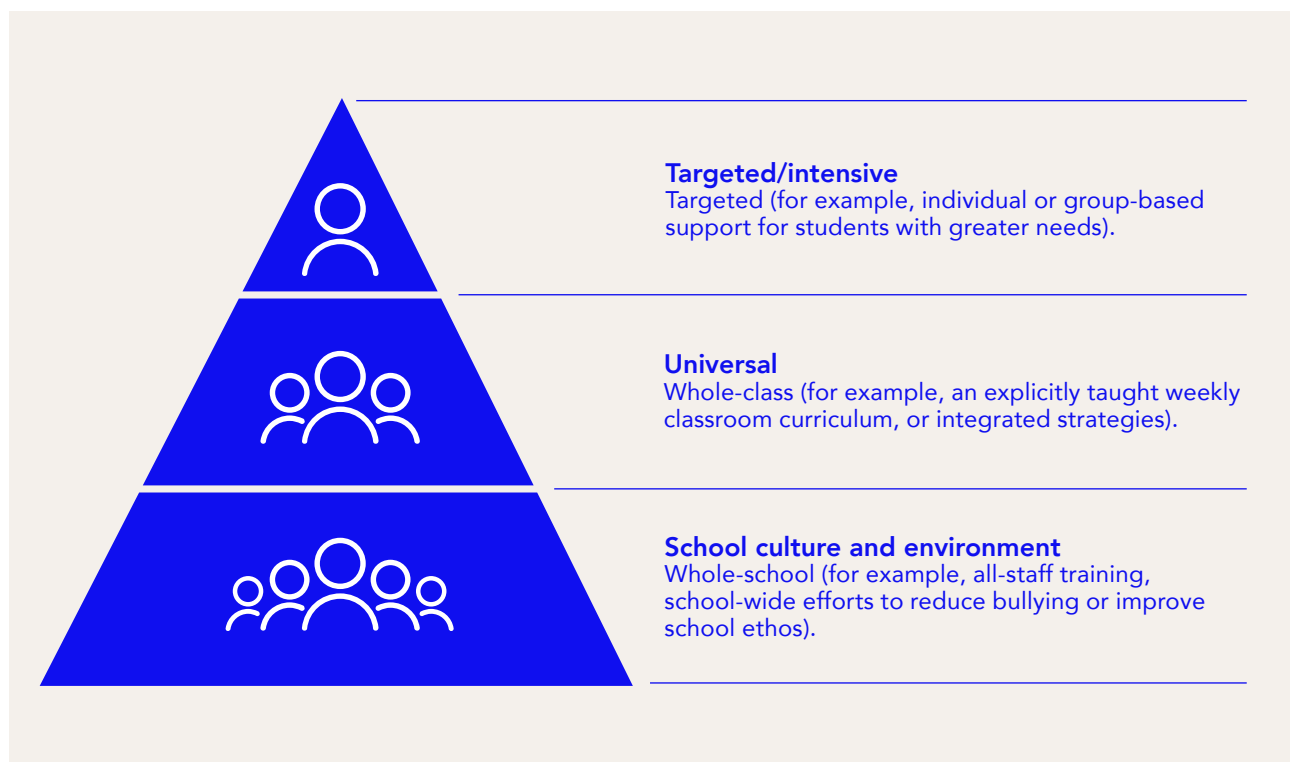 Targeted/intensive
Targeted (for example, individual or group-based
support for students with greater needs).
Universal
Whole-class (for example, an explicitly taught weekly
classroom curriculum, or integrated strategies).
School culture and environment
Whole-school (for example, all-staff training,
school-wide efforts to reduce bullying or improve
school ethos).